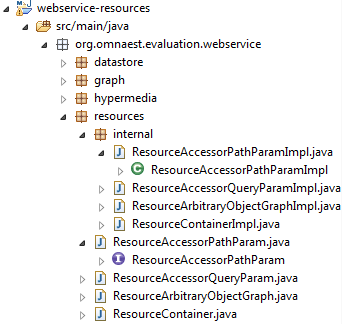 webservice-resources
src/main/java
org.omnaest.evaluation.webservice
datastore
graph
hypermedia
resources
internal
ResourceAccessorPathParamImpl.java
ResourceAccessorPathParamImpl
ResourceAccessorQueryParamImpl.java
ResourceArbitraryObjectGraphImpl.java
ResourceContainerImpl.java
ResourceAccessorPathParam.java
ResourceAccessorPathParam
ResourceAccessorQueryParam.java
ResourceArbitraryObjectGraph.java
ResourceContainer.java